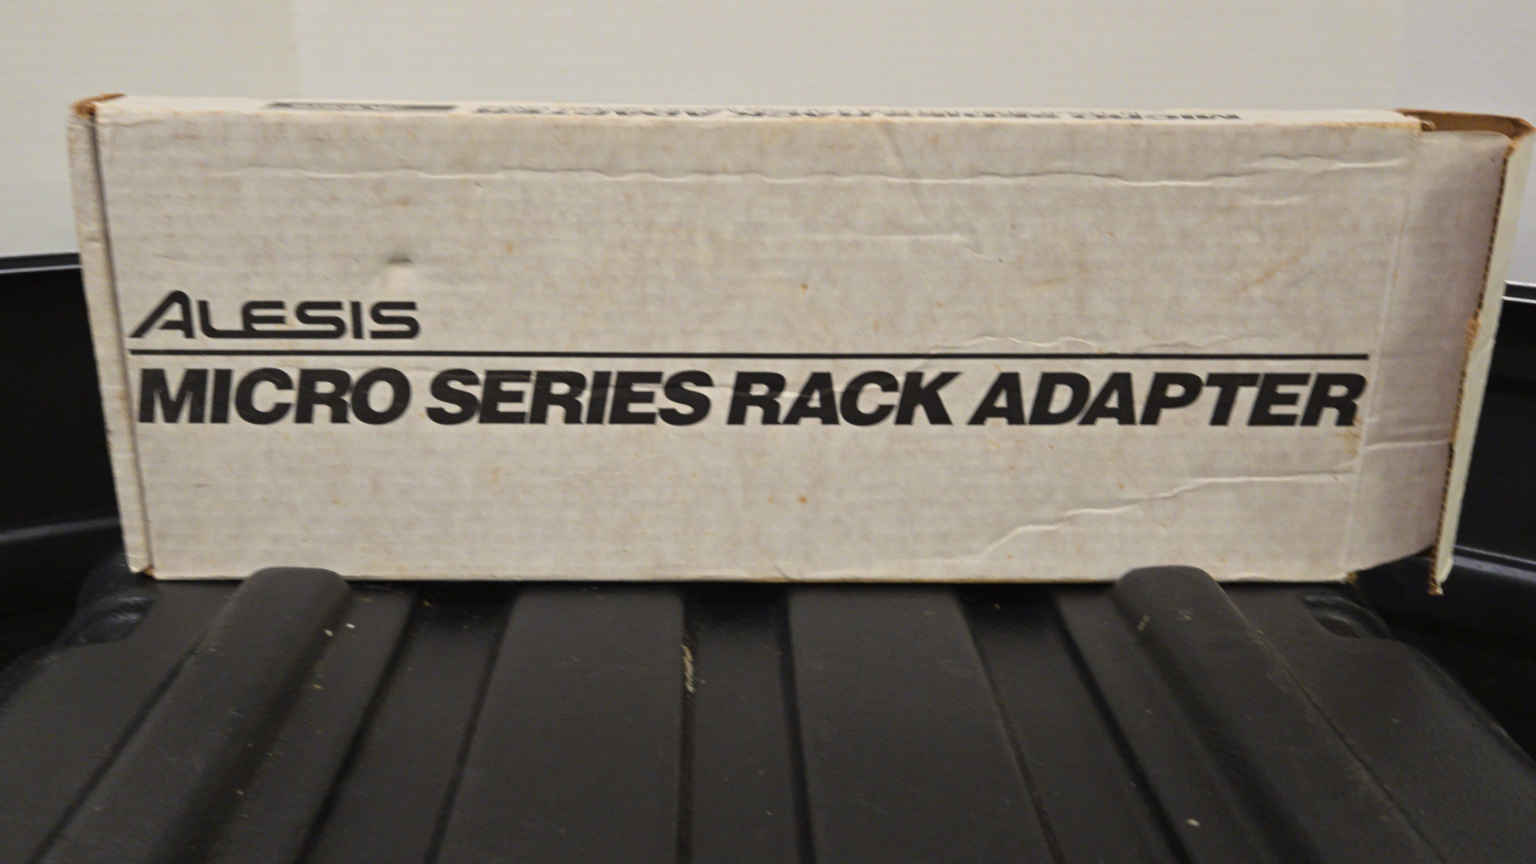 ALESIS
MICRO SERIES RACK ADAPTER